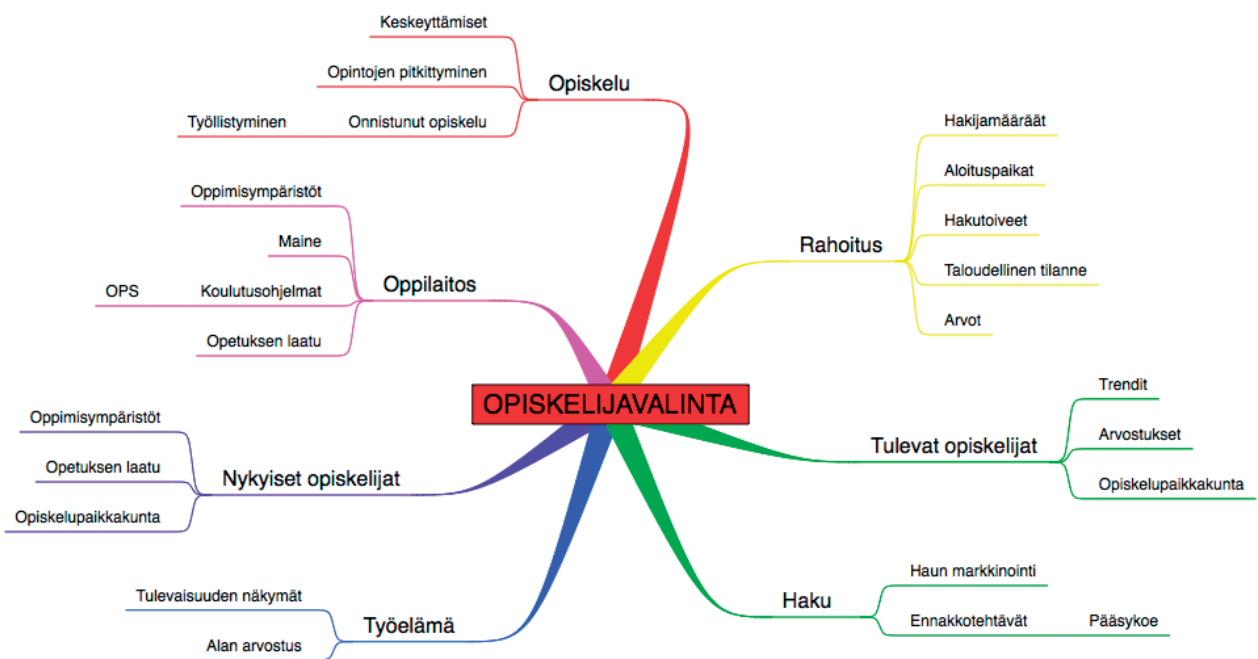 Keskeyttämiset
Opintojen pitkittyminen
Opiskelu
Työllistyminen
Onnistunut opiskelu
Oppimisympäristöt
Maine
Oppilaitos
OPS
Koulutusohjelmat
Opetuksen laatu
Hakijamääräät
Aloituspaikat
Hakutoiveet
Rahoitus
Taloudellinen tilanne
Arvot
OPISKELIJAVALINTA
Oppimisympäristöt
Opetuksen laatu
Nykyiset opiskelijat
Opiskelupaikkakunta
Trendit
Arvostukset
Tulevat opiskelijat
Opiskelupaikkakunta
Tulevaisuuden näkymät
Työelämä
Alan arvostus
Haun markkinointi
Haku
Ennakkotehtävät
Pääsykoe